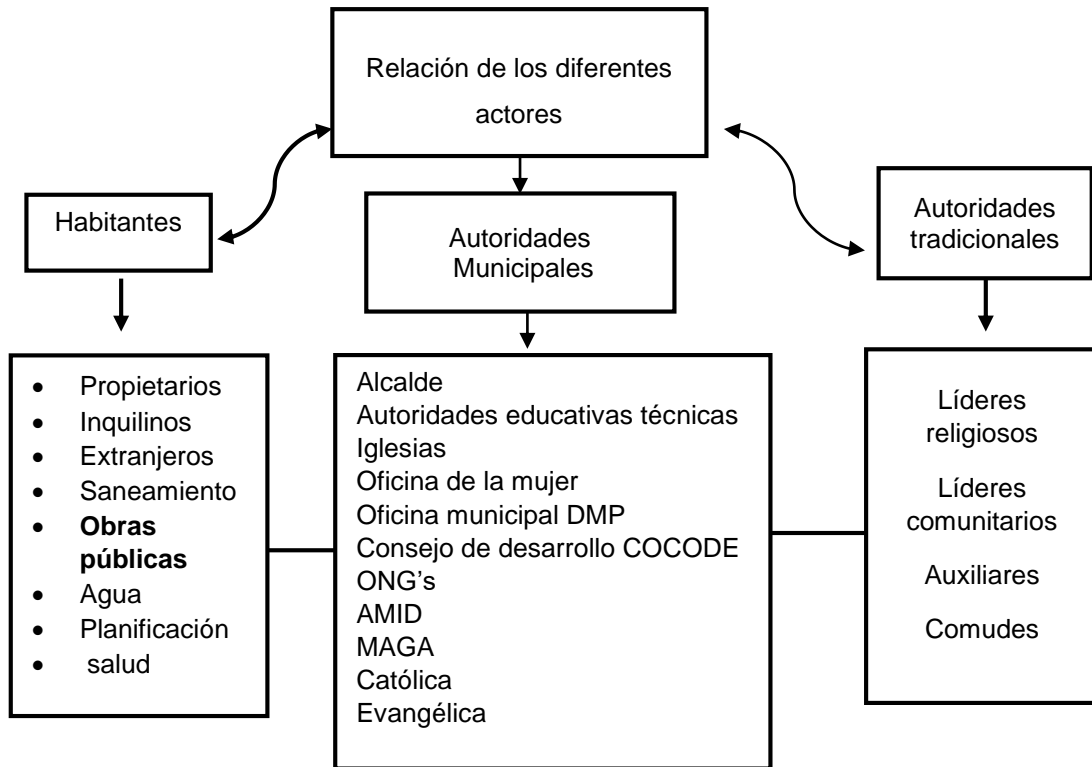 Relación de los diferentes
actores
Habitantes
Autoridades
Municipales
Autoridades
tradicionales
• Propietarios
• Inquilinos
• Extranjeros
• Saneamiento
• Obras
públicas
• Agua
• Planificación
• salud
Alcalde
Autoridades educativas técnicas
Iglesias
Oficina de la mujer
Oficina municipal DMP
Consejo de desarrollo COCODE
ONG’s
AMID
MAGA
Católica
Evangélica
Líderes
religiosos
Líderes
comunitarios
Auxiliares
Comudes